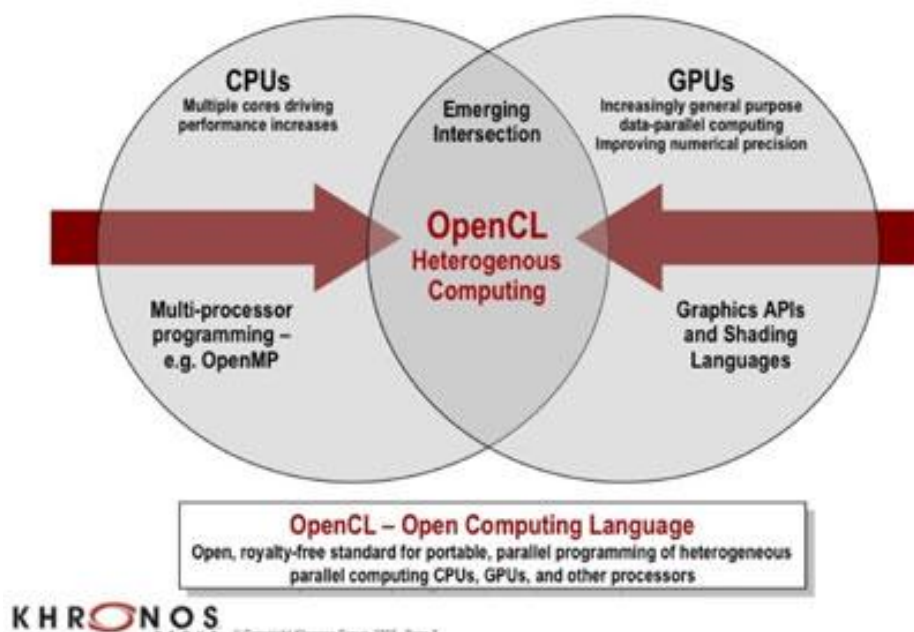 CPUs
Multiple cores driving
performance increases
Emerging
Intersection
GPUs
Increasingly general purpose
data-parallel computing
Improving numerical precision
OpenCL
Heterogenous
Computing
Multi-processor
programming –
e.g. OpenMP
Graphics APIs
and Shading
Languages
OpenCL – Open Computing Language
Open, royalty-free standard for portable, parallel programming of heterogeneous
parallel computing CPUs, GPUs, and other processors
KHRONOS